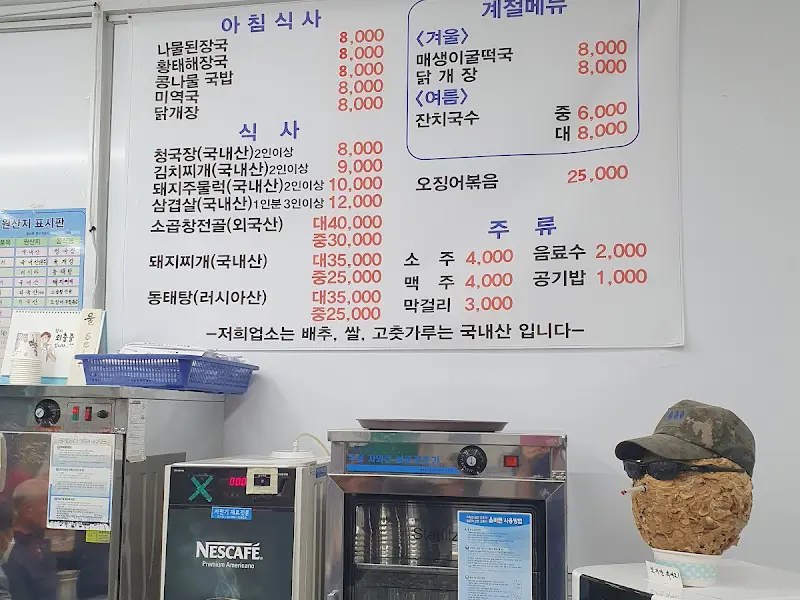 아침식사
나물된장국 8,000
황태해장국 8,000
콩나물 국밥 8,000
미역국 8,000
닭개장 8,000
식 사
청국장(국내산)2인이상 8,000
김치찌개(국내산)2인이상 9,000
돼지주물럭(국내산)2인이상 10,000
삼겹살(국내산)1인분 3인이상 12,000
소곱창전골(외국산) 대40,000
중30,000
돼지찌개(국내산) 대35,000
중25,000
동태탕(러시아산) 대35,000
중25,000
계절메뉴
〈겨울〉
매생이굴떡국 8,000
닭 개 장 8,000
〈여름〉
잔치국수 중 6,000
대 8,000
오징어볶음 25,000
주 류
소 주 4,000 음료수 2,000
맥 주 4,000 공기밥 1,000
막걸리 3,000
-저희업소는 배추, 쌀, 고춧가루는 국내산 입니다-
원산지 표시판
NESCAFÉ
Premium Americano